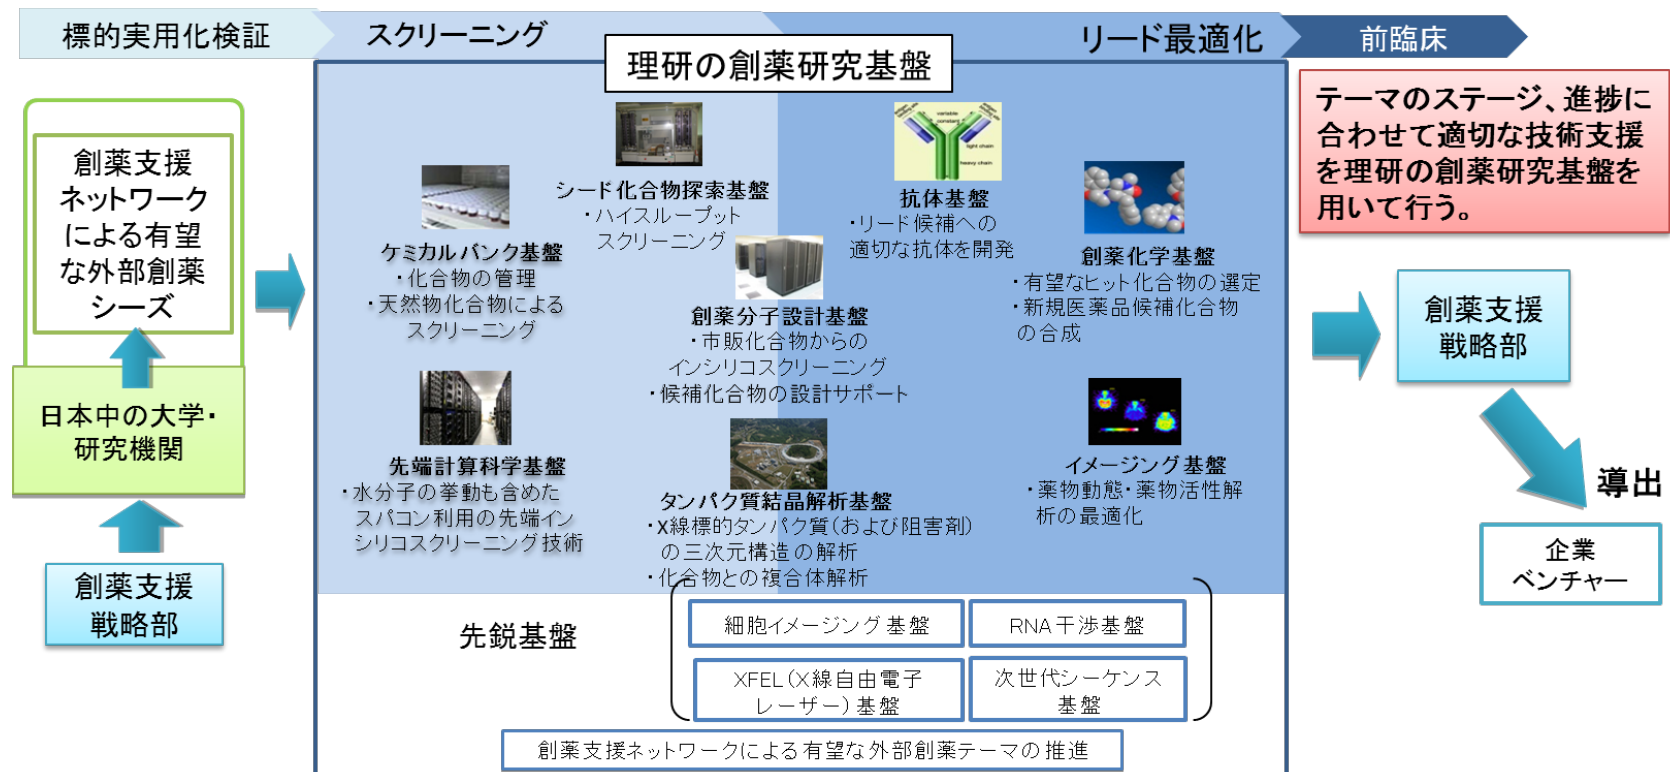 標的実用化検証
スクリーニング
リード最適化
前臨床
理研の創薬研究基盤
テーマのステージ、進捗に
合わせて適切な技術支援
を理研の創薬研究基盤を
用いて行う。
創薬支援
ネットワーク
による有望
な外部創薬
シーズ
日本中の大学・
研究機関
創薬支援
戦略部
シード化合物探索基盤
・ハイスループット
スクリーニング
ケミカルバンク基盤
・化合物の管理
・天然物化合物による
スクリーニング
variable
constant
light chain
heavy chain
抗体基盤
・リード候補への
適切な抗体を開発
創薬化学基盤
・有望なヒット化合物の選定
・新規医薬品候補化合物
の合成
創薬分子設計基盤
・市販化合物からの
インシリコスクリーニング
・候補化合物の設計サポート
先端計算科学基盤
・水分子の挙動も含めた
スパコン利用の先端イン
シリコスクリーニング技術
タンパク質結晶解析基盤
・X線標的タンパク質(および阻害剤)
の三次元構造の解析
・化合物との複合体解析
イメージング基盤
・薬物動態・薬物活性解
析の最適化
先鋭基盤
細胞イメージング基盤
RNA干渉基盤
XFEL(X線自由電子
レーザー)基盤
次世代シーケンス
基盤
創薬支援ネットワークによる有望な外部創薬テーマの推進
創薬支援
戦略部
導出
企業
ベンチャー